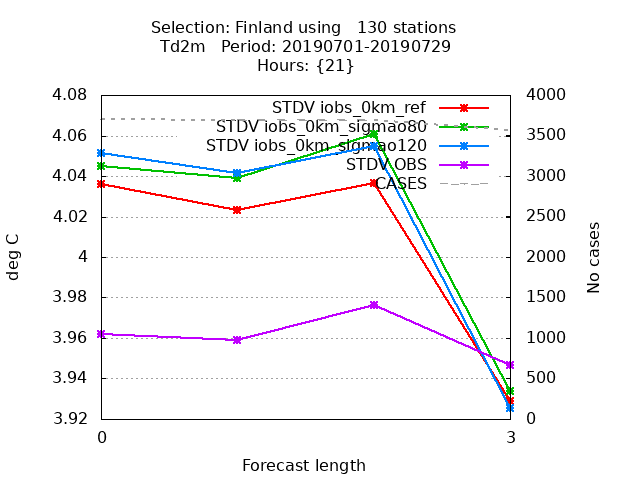 Selection: Finland using   130 stations
Td2m   Period: 20190701-20190729
Hours: {21}
STDV iobs_0km_ref
STDV iobs_0km_sigmao80
STDV iobs_0km_sigmao120
STDV OBS
CASES
4.08
4.06
4.04
4.02
4
3.98
3.96
3.94
3.92
deg C
4000
3500
3000
2500
2000
1500
1000
500
0
No cases
0
3
Forecast length